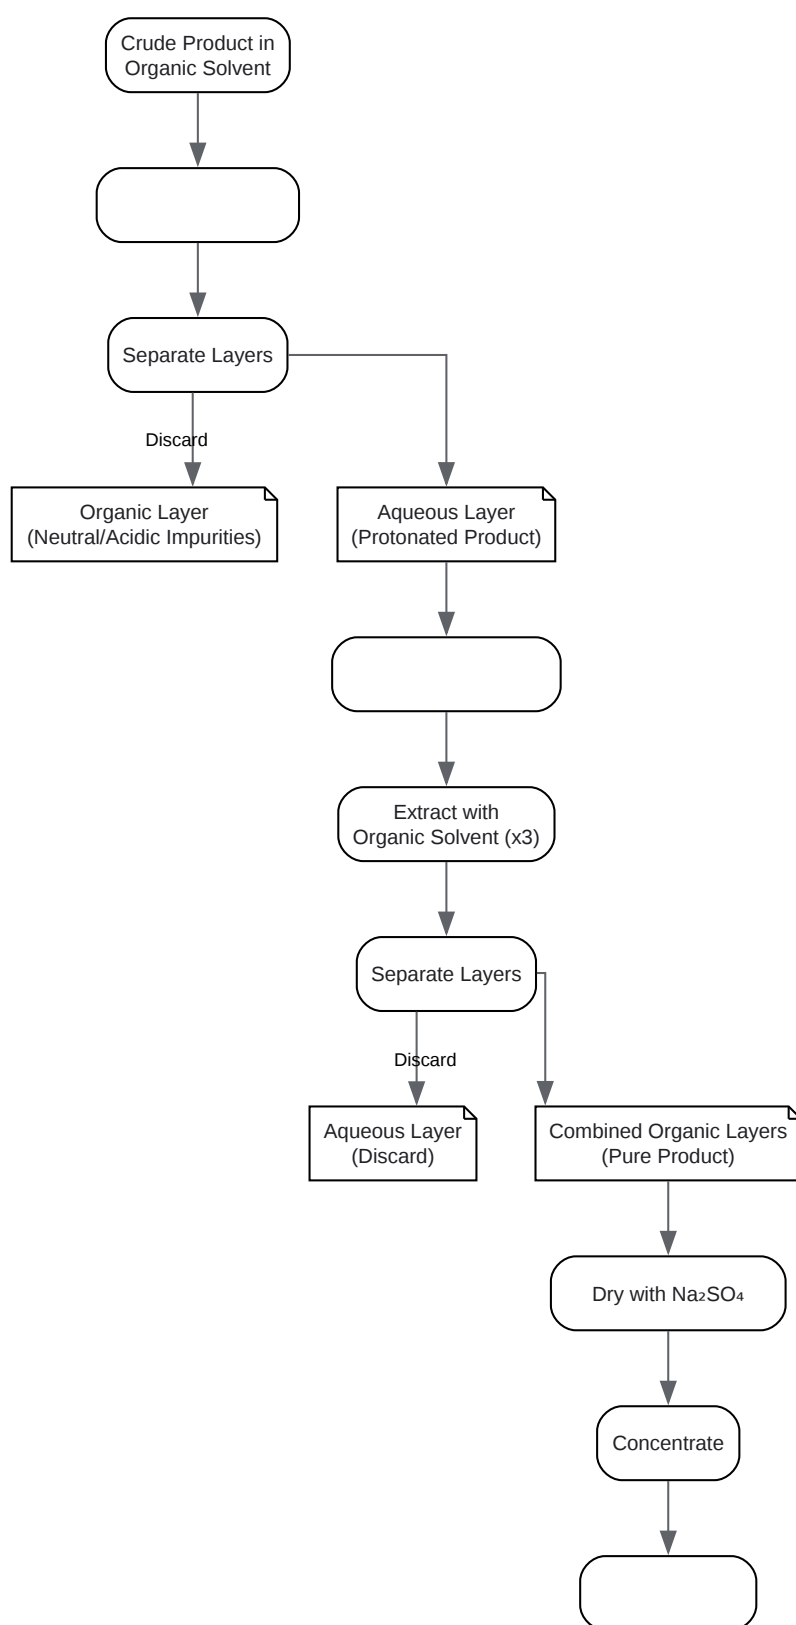 Crude Product in
Organic Solvent
Separate Layers
Discard
Organic Layer
(Neutral/Acidic Impurities)
Aqueous Layer
(Protonated Product)
Extract with
Organic Solvent (x3)
Separate Layers
Discard
Aqueous Layer
(Discard)
Combined Organic Layers
(Pure Product)
Dry with Na₂SO₄
Concentrate